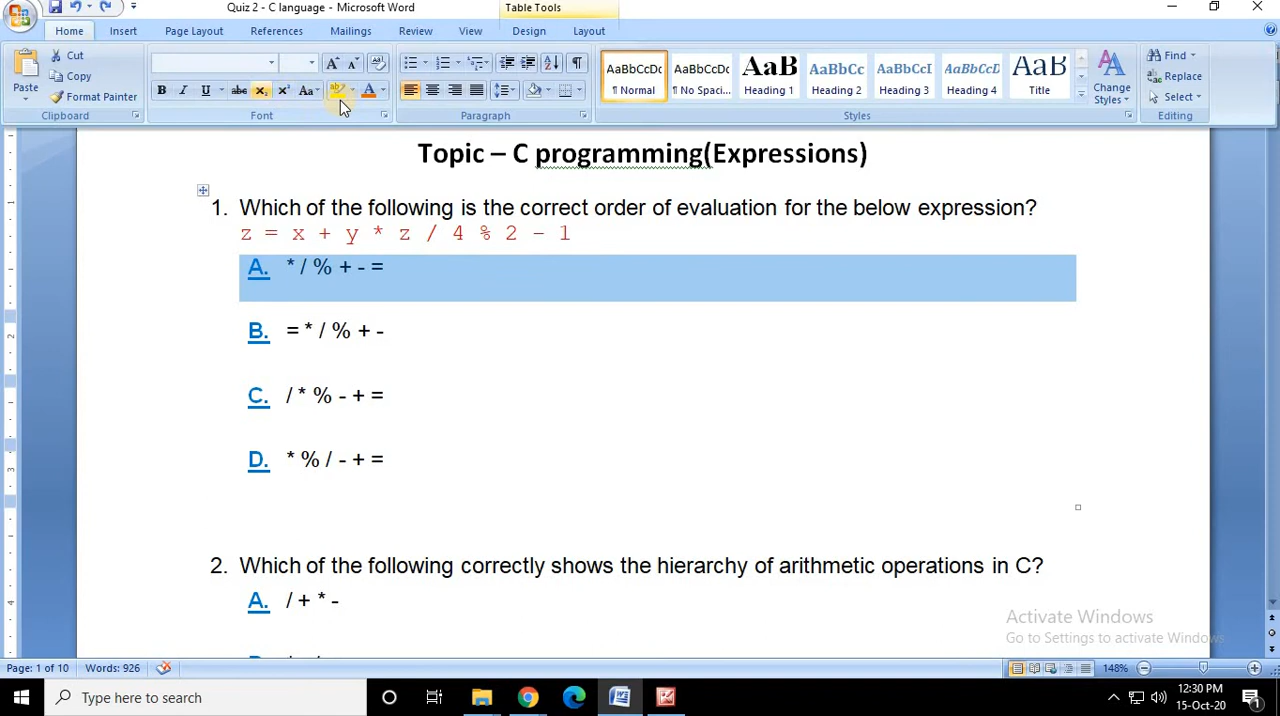 Quiz 2 - C language - Microsoft Word
Table Tools
Home Insert Page Layout References Mailings Review View Design Layout
Paste
Cut
Copy
Format Painter
Clipboard
B I U abc X₂ X² Aa ab A
Font
Paragraph
AaBbCcDc AaBbCcDc AaB AaBbCc AaBbCcI AaBbCcD AaB
¶ Normal ¶ No Spaci... Heading 1 Heading 2 Heading 3 Heading 4 Title
Change Styles
Styles
Find
Replace
Select
Editing
Topic – C programming(Expressions)
1. Which of the following is the correct order of evaluation for the below expression?
z = x + y * z / 4 % 2 - 1
A. * / % + - =
B. = * / % + -
C. / * % - + =
D. * % / - + =
2. Which of the following correctly shows the hierarchy of arithmetic operations in C?
A. / + * -
Activate Windows
Go to Settings to activate Windows.
Page: 1 of 10 Words: 926 148%
Type here to search
12:30 PM
15-Oct-20